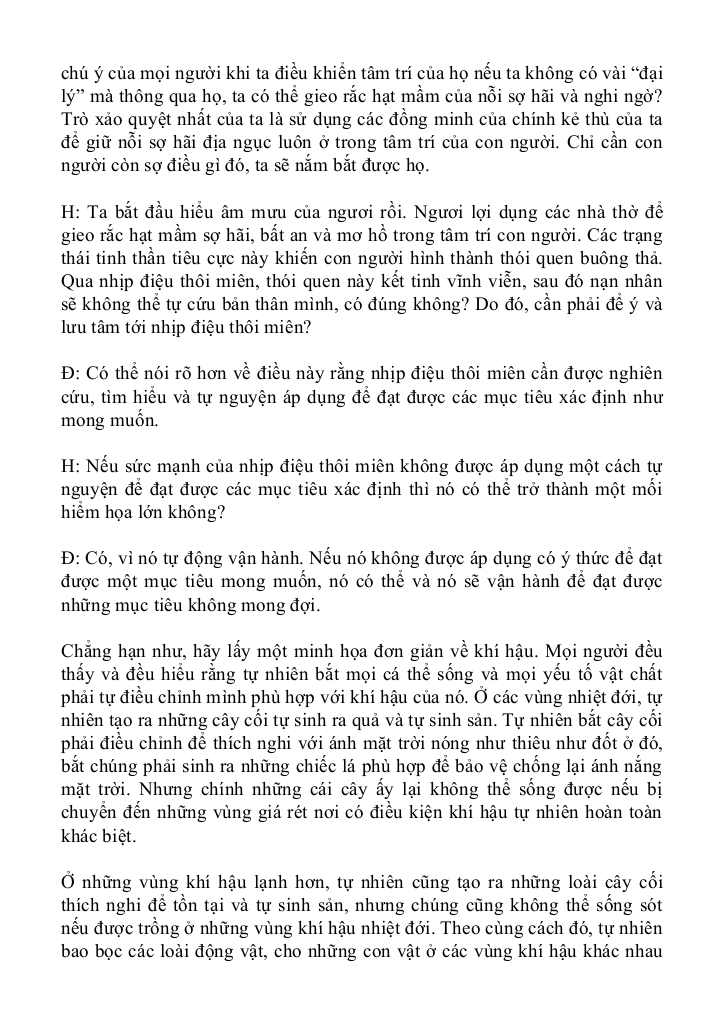 chú ý của mọi người khi ta điều khiển tâm trí của họ nếu ta không có vài “đại
lý” mà thông qua họ, ta có thể gieo rắc hạt mầm của nỗi sợ hãi và nghi ngờ?
Trò xảo quyệt nhất của ta là sử dụng các đồng minh của chính kẻ thù của ta
để giữ nỗi sợ hãi địa ngục luôn ở trong tâm trí của con người. Chỉ cần con
người còn sợ điều gì đó, ta sẽ nắm bắt được họ.
H: Ta bắt đầu hiểu âm mưu của ngươi rồi. Ngươi lợi dụng các nhà thờ để
gieo rắc hạt mầm sợ hãi, bất an và mơ hồ trong tâm trí con người. Các trạng
thái tinh thần tiêu cực này khiến con người hình thành thói quen buông thả.
Qua nhịp điệu thôi miên, thói quen này kết tinh vĩnh viễn, sau đó nạn nhân
sẽ không thể tự cứu bản thân mình, có đúng không? Do đó, cần phải để ý và
lưu tâm tới nhịp điệu thôi miên?
Đ: Có thể nói rõ hơn về điều này rằng nhịp điệu thôi miên cần được nghiên
cứu, tìm hiểu và tự nguyện áp dụng để đạt được các mục tiêu xác định như
mong muốn.
H: Nếu sức mạnh của nhịp điệu thôi miên không được áp dụng một cách tự
nguyện để đạt được các mục tiêu xác định thì nó có thể trở thành một mối
hiểm họa lớn không?
Đ: Có, vì nó tự động vận hành. Nếu nó không được áp dụng có ý thức để đạt
được một mục tiêu mong muốn, nó có thể và nó sẽ vận hành để đạt được
những mục tiêu không mong đợi.
Chẳng hạn như, hãy lấy một minh họa đơn giản về khí hậu. Mọi người đều
thấy và đều hiểu rằng tự nhiên bắt mọi cá thể sống và mọi yếu tố vật chất
phải tự điều chỉnh mình phù hợp với khí hậu của nó. Ở các vùng nhiệt đới, tự
nhiên tạo ra những cây cối tự sinh ra quả và tự sinh sản. Tự nhiên bắt cây cối
phải điều chỉnh để thích nghi với ánh mặt trời nóng như thiêu như đốt ở đó,
bắt chúng phải sinh ra những chiếc lá phù hợp để bảo vệ chống lại ánh nắng
mặt trời. Nhưng chính những cái cây ấy lại không thể sống được nếu bị
chuyển đến những vùng giá rét nơi có điều kiện khí hậu tự nhiên hoàn toàn
khác biệt.
Ở những vùng khí hậu lạnh hơn, tự nhiên cũng tạo ra những loài cây cối
thích nghi để tồn tại và tự sinh sản, nhưng chúng cũng không thể sống sót
nếu được trồng ở những vùng khí hậu nhiệt đới. Theo cùng cách đó, tự nhiên
bao bọc các loài động vật, cho những con vật ở các vùng khí hậu khác nhau